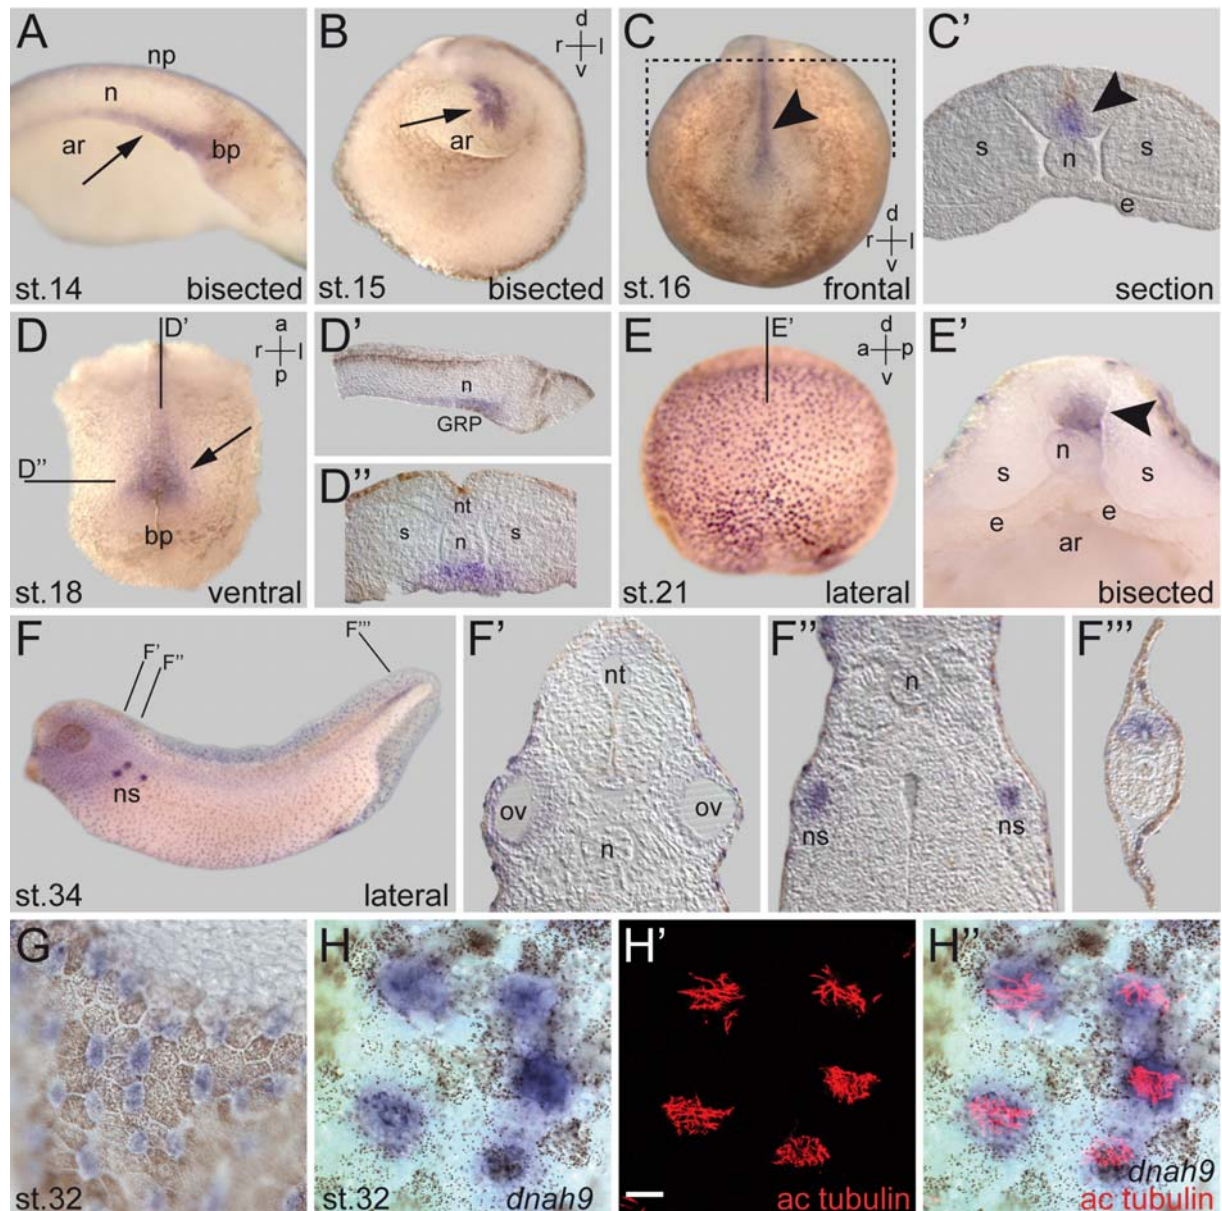 A
np
n
ar
bp
st.14
bisected
B
d
r
l
v
ar
st.15
bisected
C
d
r
l
v
st.16
frontal
C'
s
n
s
e
section
D
D'
a
r
l
p
D''
bp
st.18
ventral
D'
n
GRP
D''
nt
s
n
s
E
E'
d
a
p
v
st.21
lateral
E'
n
s
s
e
e
ar
bisected
F
F'
F''
F'''
ns
st.34
lateral
F'
nt
ov
ov
n
F''
n
ns
ns
F'''
G
st.32
H
st.32
dnah9
H'
ac tubulin
H''
dnah9
ac tubulin